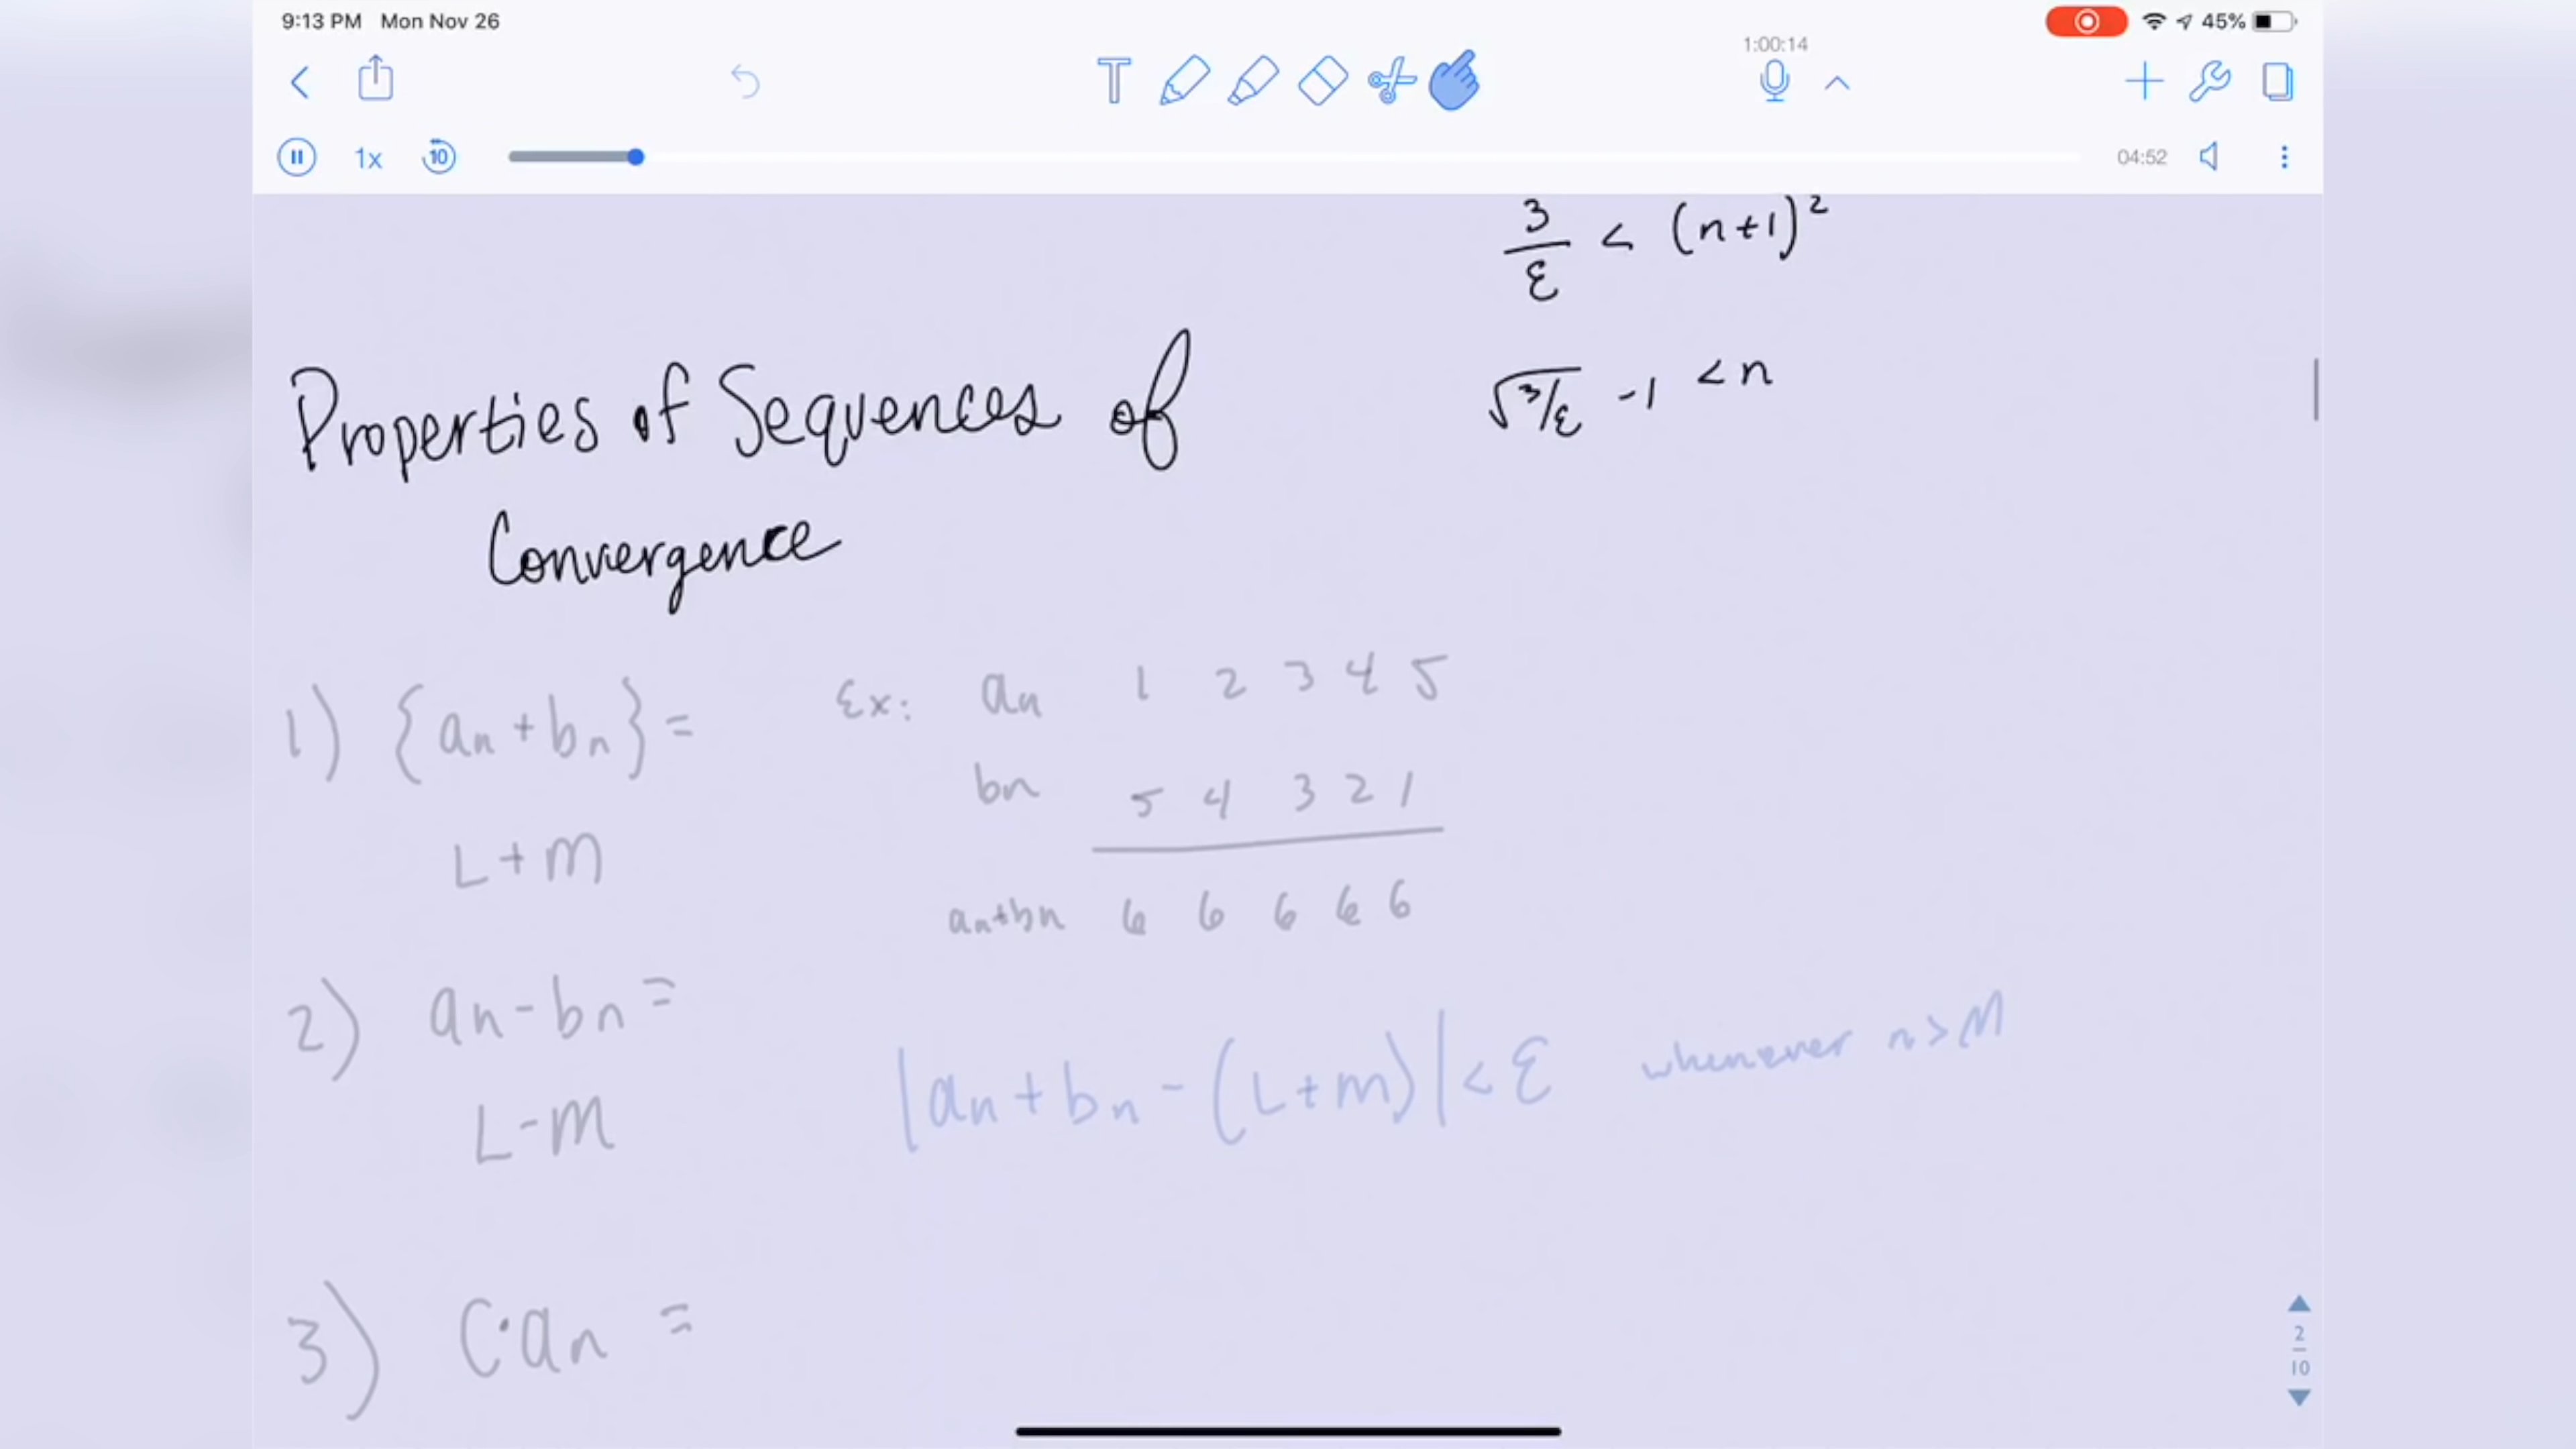 9:13 PM Mon Nov 26
45%
1:00:14
T
1x
10
04:52
3/ε < (n+1)²
√3/ε -1 < n
Properties of Sequences of
Convergence
1) {an + bn} =
L + m
Ex: an 1 2 3 4 5
bn 5 4 3 2 1
an+bn 6 6 6 6 6
2) an - bn =
L - m
|an + bn - (L+m)| < ε whenever n > M
3) C·an =
2
10